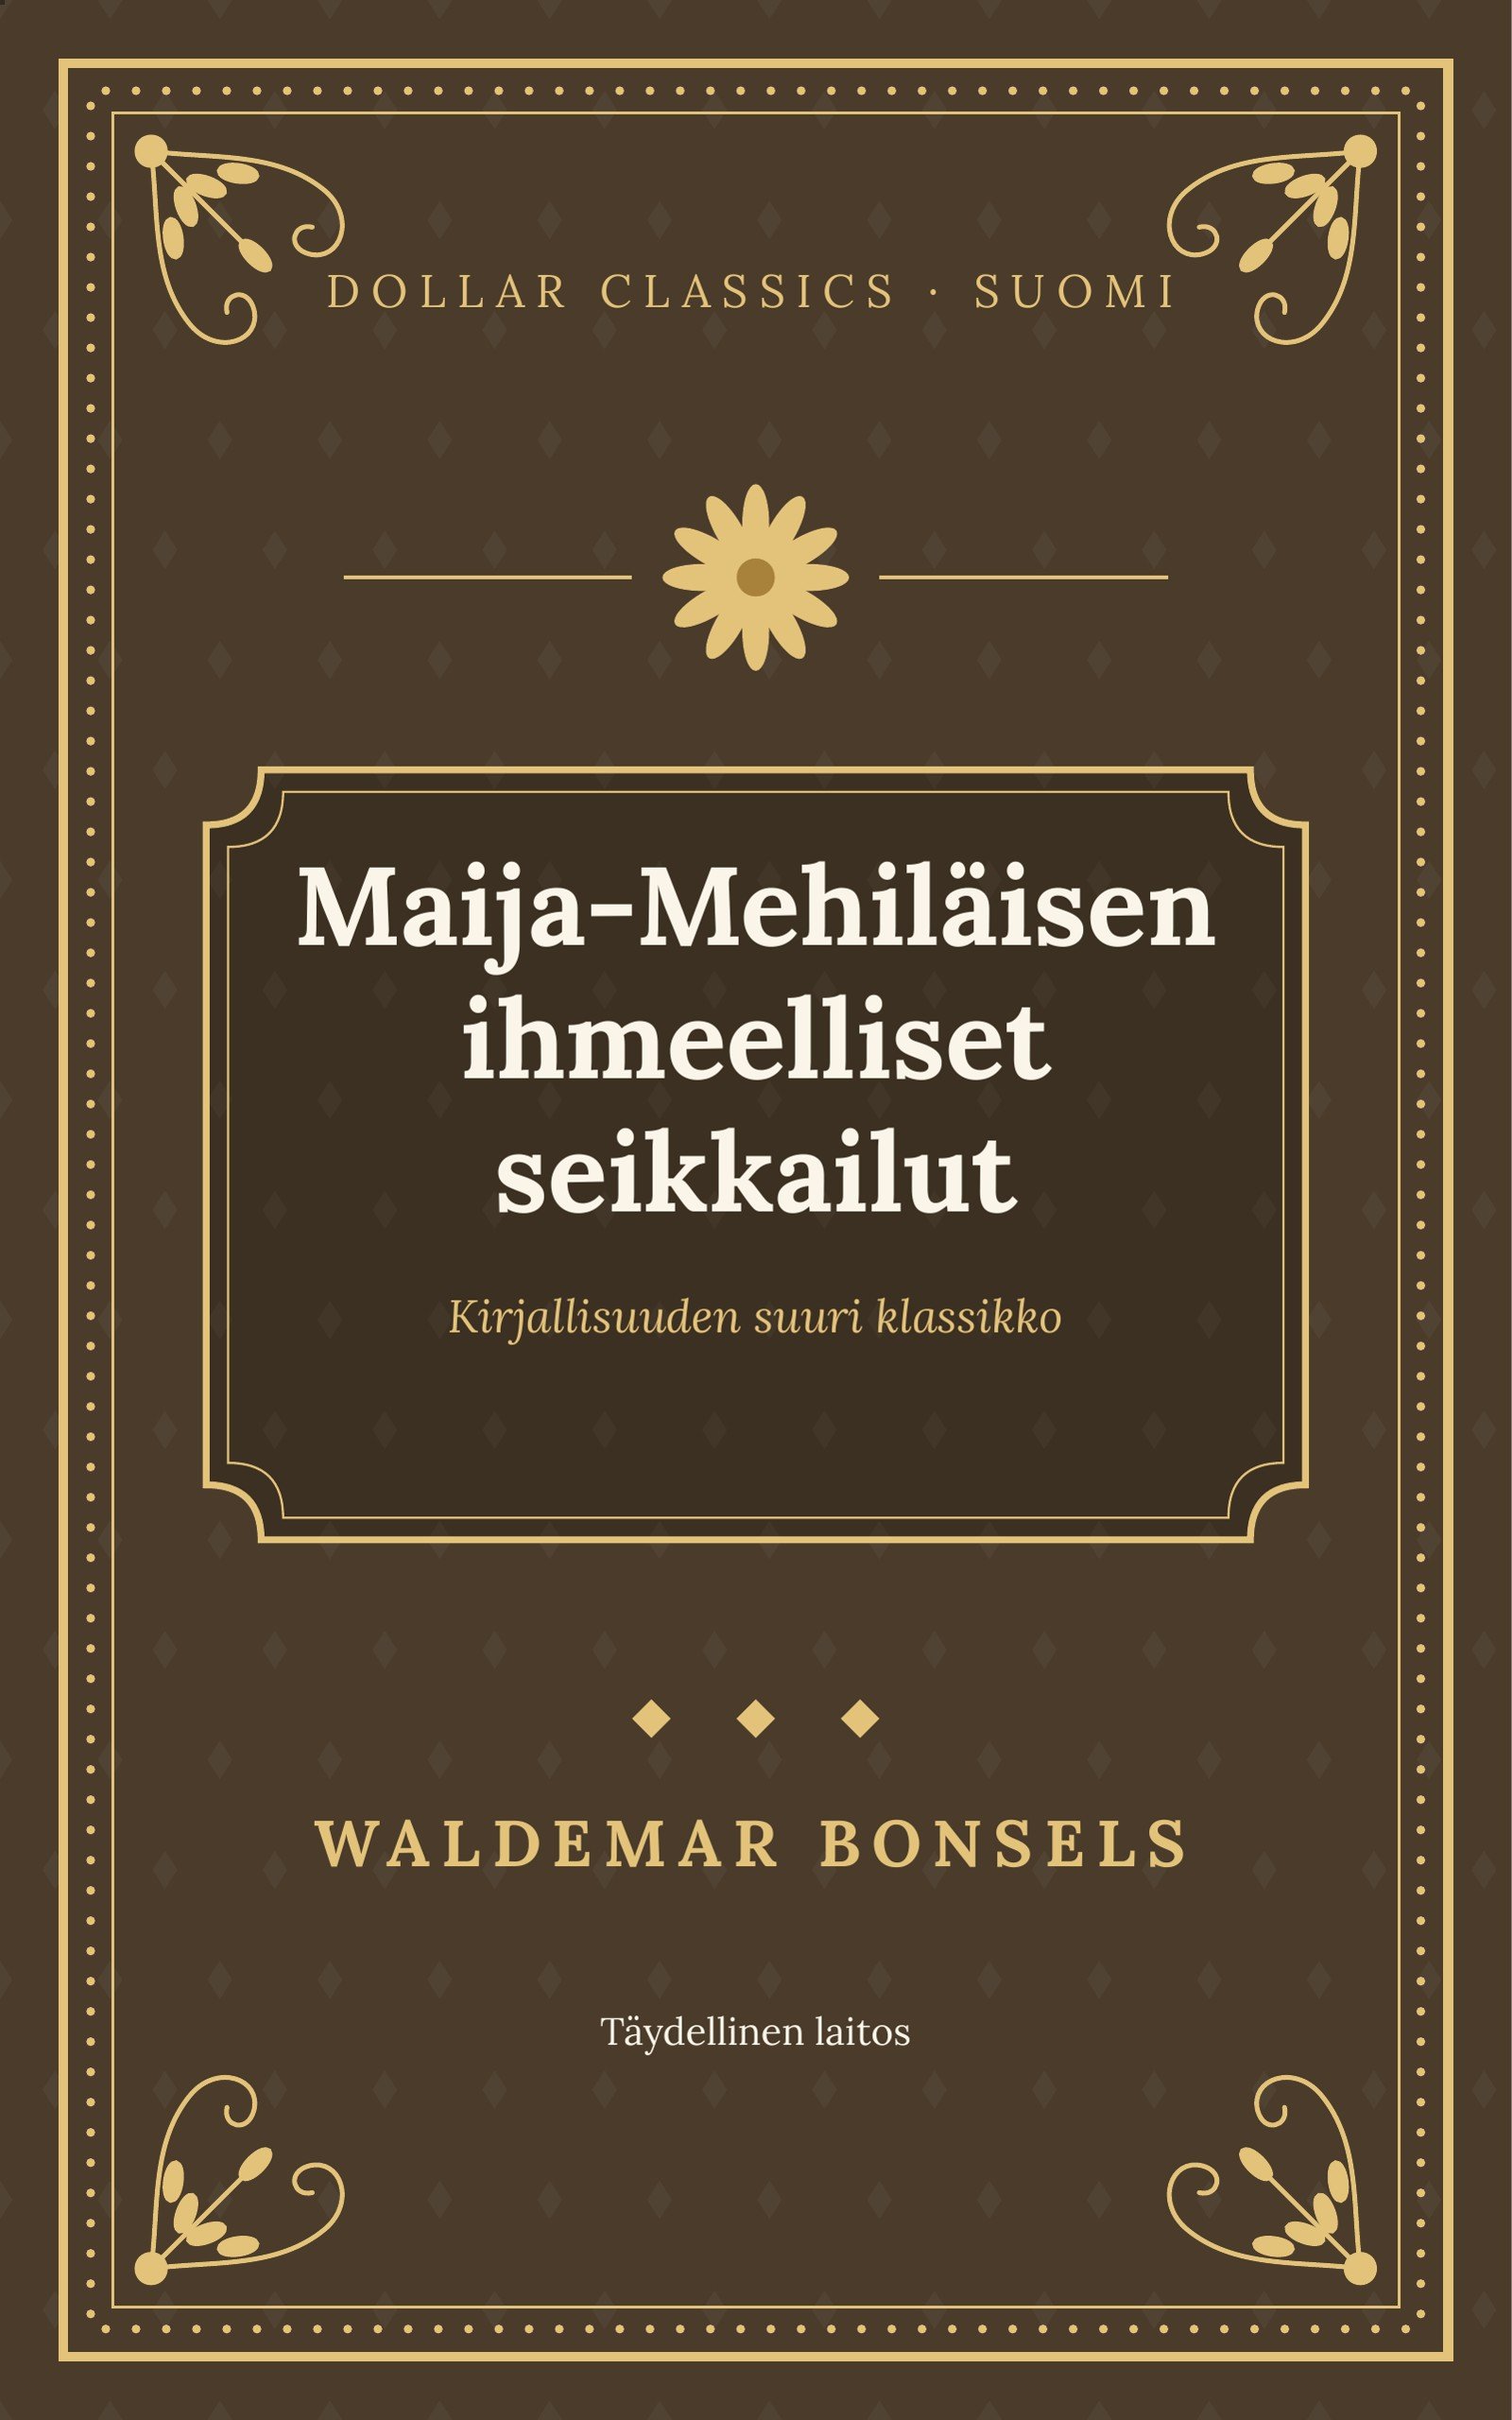 DOLLAR CLASSICS · SUOMI
Maija-Mehiläisen
ihmeelliset
seikkailut
Kirjallisuuden suuri klassikko
WALDEMAR BONSELS
Täydellinen laitos